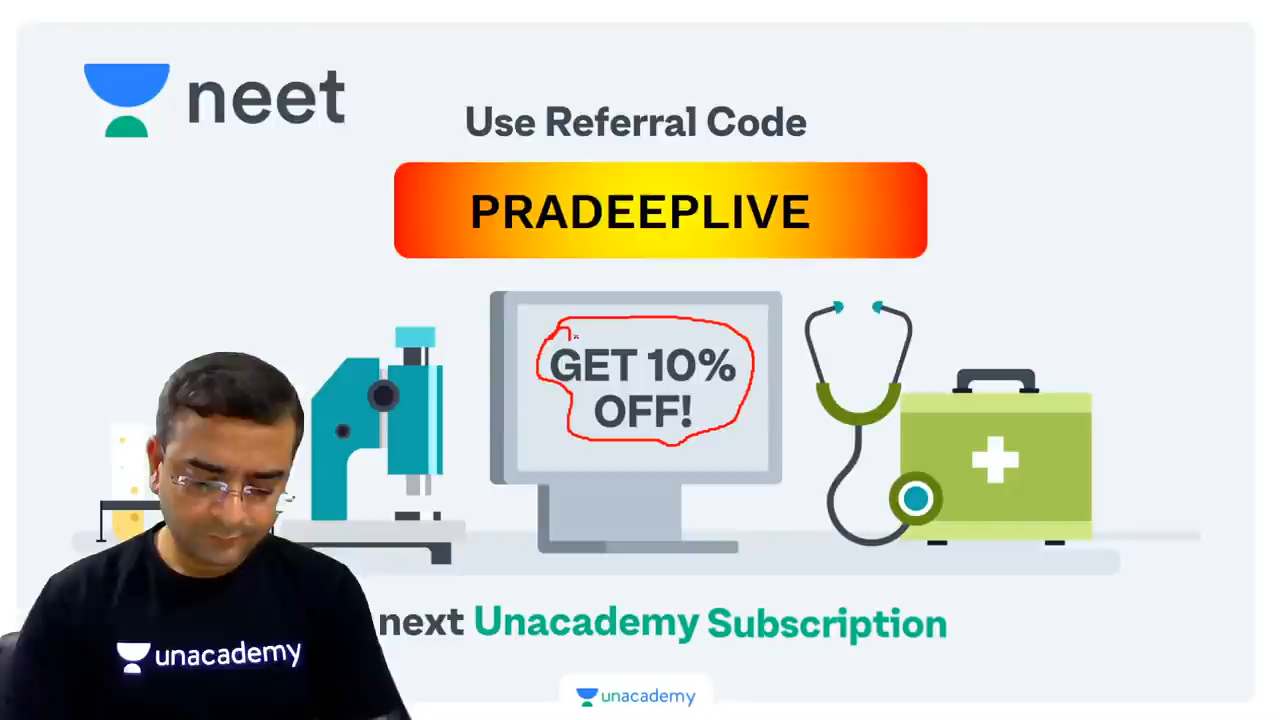 neet
Use Referral Code
PRADEEPLIVE
GET 10%
OFF!
next Unacademy Subscription
unacademy
unacademy